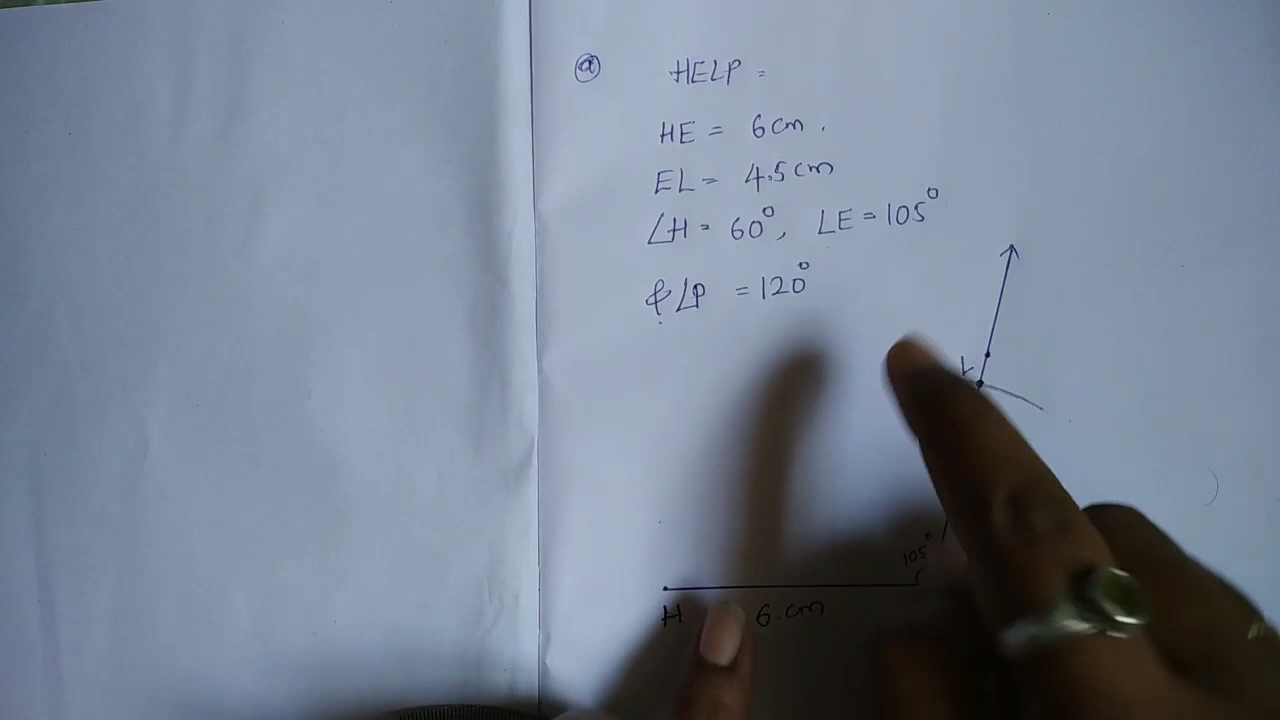 a HELP =
HE = 6cm.
EL = 4.5cm
∠H = 60°, ∠E = 105°
& ∠P = 120°
L
105°
H 6.cm